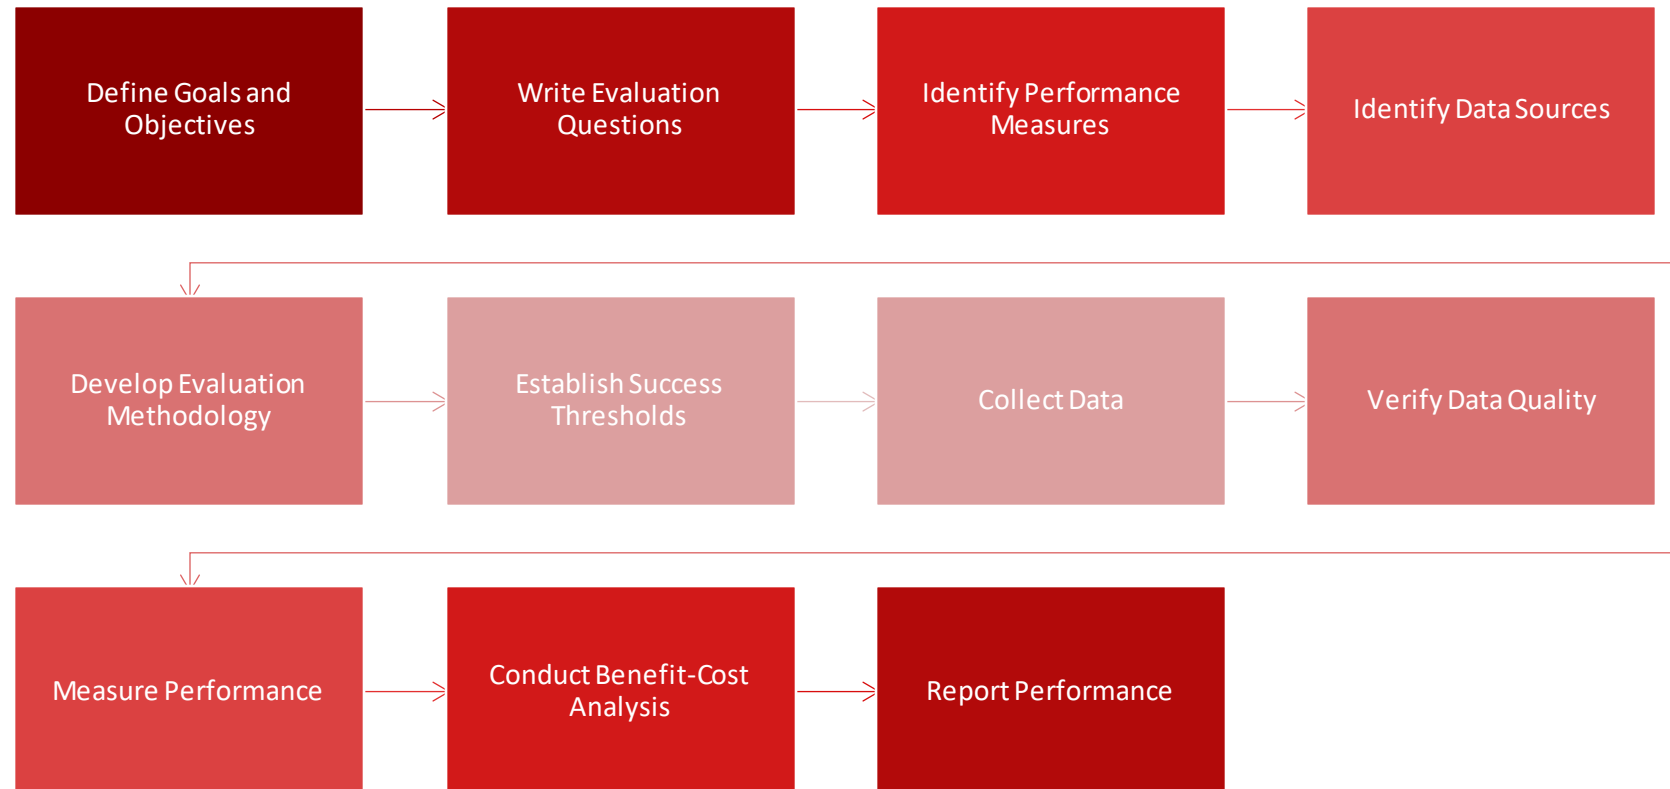 Define Goals and
Objectives
Write Evaluation
Questions
Identify Performance
Measures
Identify Data Sources
Develop Evaluation
Methodology
Establish Success
Thresholds
Collect Data
Verify Data Quality
Measure Performance
Conduct Benefit-Cost
Analysis
Report Performance